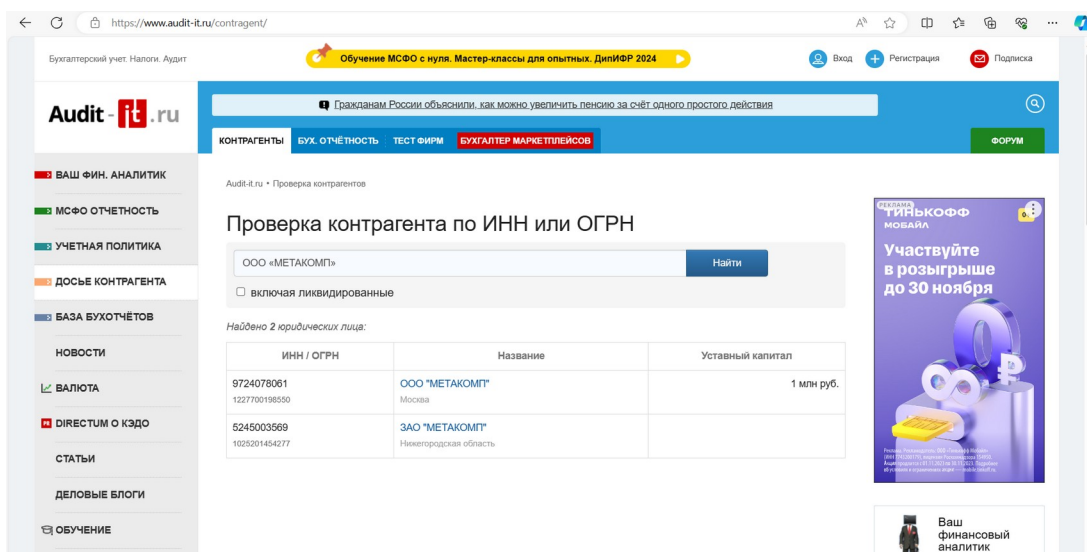 https://www.audit-it.ru/contragent/
Бухгалтерский учет. Налоги. Аудит
Обучение МСФО с нуля. Мастер-классы для опытных. ДипИФР 2024
Вход
Регистрация
Подписка
Audit-it.ru
Гражданам России объяснили, как можно увеличить пенсию за счёт одного простого действия
КОНТРАГЕНТЫ БУХ. ОТЧЁТНОСТЬ ТЕСТ ФИРМ БУХГАЛТЕР МАРКЕТПЛЕЙСОВ ФОРУМ
ВАШ ФИН. АНАЛИТИК
МСФО ОТЧЕТНОСТЬ
УЧЕТНАЯ ПОЛИТИКА
ДОСЬЕ КОНТРАГЕНТА
БАЗА БУХОТЧЁТОВ
НОВОСТИ
ВАЛЮТА
DIRECTUM О КЭДО
СТАТЬИ
ДЕЛОВЫЕ БЛОГИ
ОБУЧЕНИЕ
Audit-it.ru • Проверка контрагентов
Проверка контрагента по ИНН или ОГРН
ООО «МЕТАКОМП»
Найти
включая ликвидированные
Найдено 2 юридических лица:
ИНН / ОГРН Название Уставный капитал
9724078061 ООО "МЕТАКОМП" 1 млн руб.
1227700198550 Москва
5245003569 ЗАО "МЕТАКОМП"
1025201454277 Нижегородская область
РЕКЛАМА
ТИНЬКОФФ
МОБАЙЛ
Участвуйте
в розыгрыше
до 30 ноября
Ваш
финансовый
аналитик